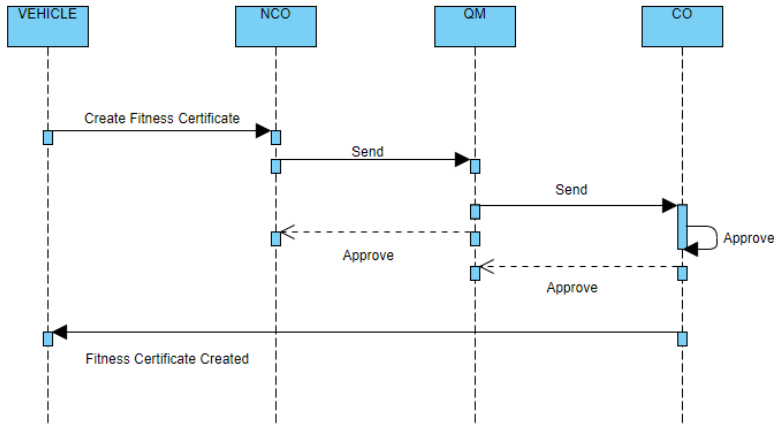 VEHICLE
NCO
QM
CO
Create Fitness Certificate
Send
Send
Approve
Approve
Approve
Fitness Certificate Created